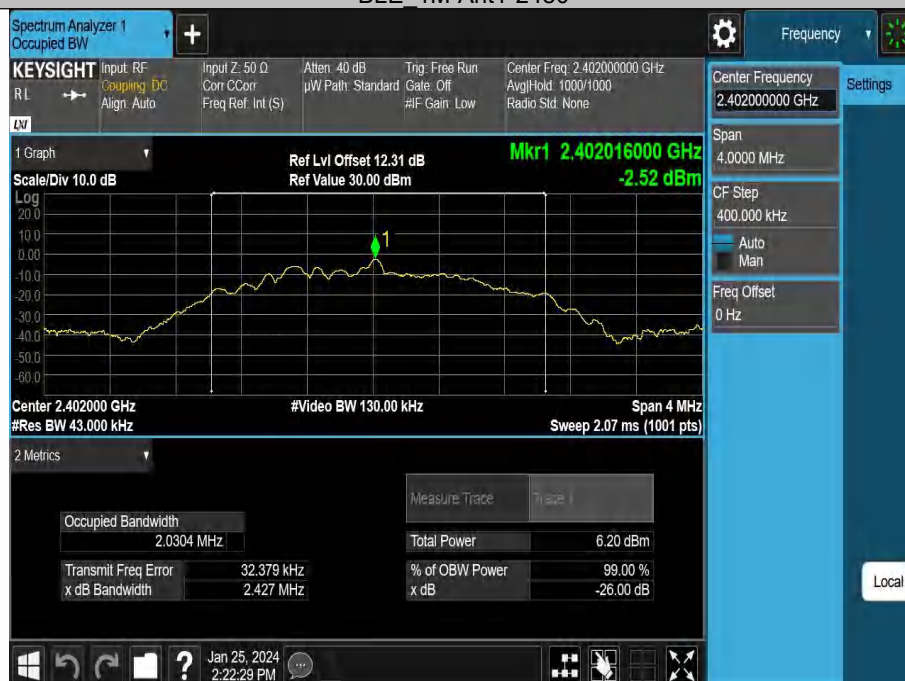 Spectrum Analyzer 1
Occupied BW
Frequency
KEYSIGHT
RL
LXI
Input: RF
Coupling: DC
Align: Auto
Input Z: 50 Ω
Corr CCorr
Freq Ref: Int (S)
Atten: 40 dB
µW Path: Standard
Trig: Free Run
Gate: Off
#IF Gain: Low
Center Freq: 2.402000000 GHz
Avg|Hold: 1000/1000
Radio Std: None
Center Frequency
2.402000000 GHz
Settings
Span
4.0000 MHz
CF Step
400.000 kHz
Auto
Man
Freq Offset
0 Hz
1 Graph
Scale/Div 10.0 dB
Ref Lvl Offset 12.31 dB
Ref Value 30.00 dBm
Mkr1 2.402016000 GHz
-2.52 dBm
Log
20.0
10.0
0.00
-10.0
-20.0
-30.0
-40.0
-50.0
-60.0
1
Center 2.402000 GHz
#Video BW 130.00 kHz
Span 4 MHz
#Res BW 43.000 kHz
Sweep 2.07 ms (1001 pts)
2 Metrics
Measure Trace
Trace 1
Occupied Bandwidth
2.0304 MHz
Total Power
6.20 dBm
Transmit Freq Error
32.379 kHz
% of OBW Power
99.00 %
x dB Bandwidth
2.427 MHz
x dB
-26.00 dB
Local
?
Jan 25, 2024
2:22:29 PM